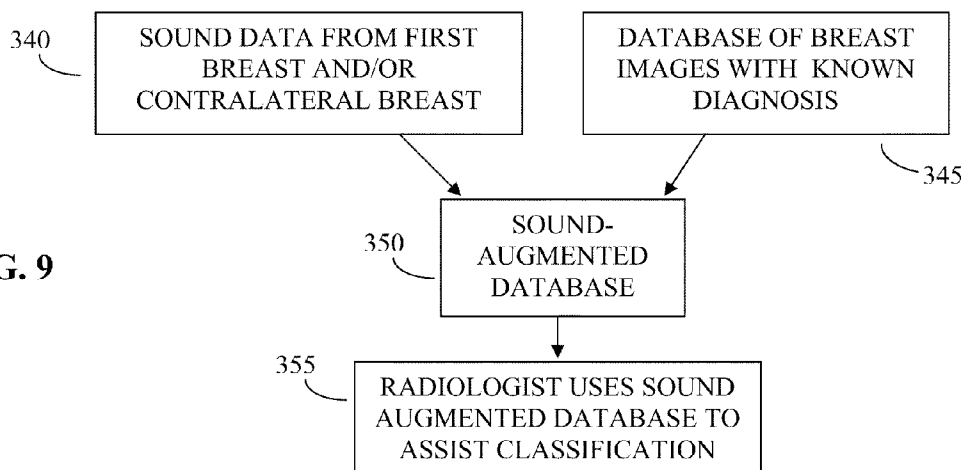 340
SOUND DATA FROM FIRST
BREAST AND/OR
CONTRALATERAL BREAST
DATABASE OF BREAST
IMAGES WITH KNOWN
DIAGNOSIS
345
350
SOUND-
AUGMENTED
DATABASE
G. 9
355
RADIOLOGIST USES SOUND
AUGMENTED DATABASE TO
ASSIST CLASSIFICATION